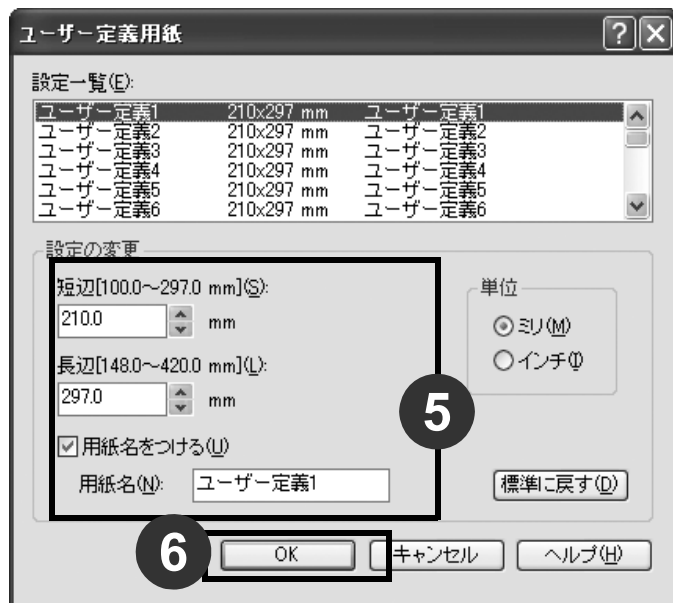 ユーザー定義用紙
設定一覧(E):
ユーザー定義1 210x297 mm ユーザー定義1
ユーザー定義2 210x297 mm ユーザー定義2
ユーザー定義3 210x297 mm ユーザー定義3
ユーザー定義4 210x297 mm ユーザー定義4
ユーザー定義5 210x297 mm ユーザー定義5
ユーザー定義6 210x297 mm ユーザー定義6
設定の変更
短辺[100.0～297.0 mm](S):
210.0 mm
長辺[148.0～420.0 mm](L):
297.0 mm
用紙名をつける(U)
用紙名(N): ユーザー定義1
単位
ミリ(M)
インチ(I)
5
標準に戻す(D)
6
OK キャンセル ヘルプ(H)